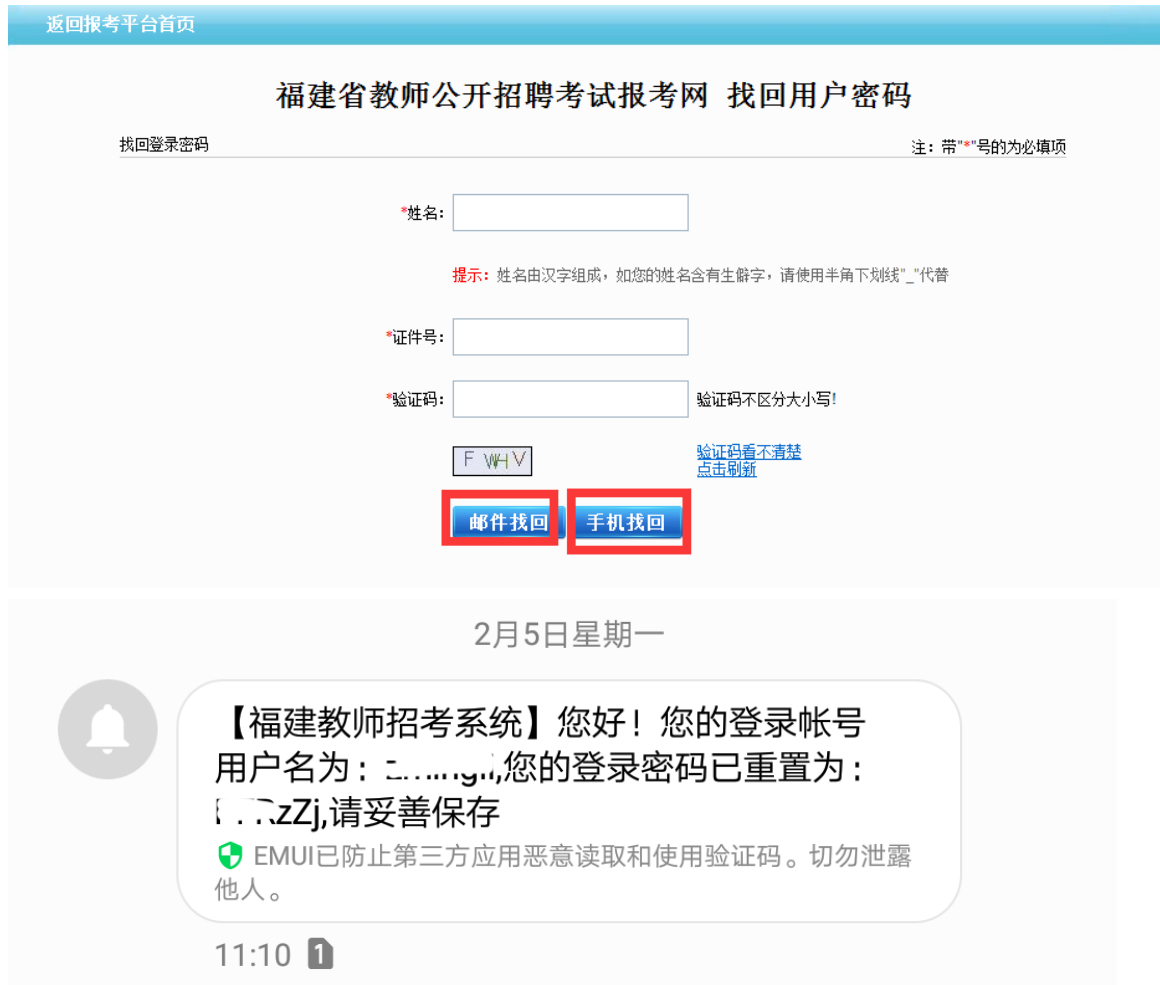 返回报考平台首页
福建省教师公开招聘考试报考网 找回用户密码
找回登录密码
注：带"*"号的为必填项
*姓名：
提示：姓名由汉字组成，如您的姓名含有生僻字，请使用半角下划线"_"代替
*证件号：
*验证码：
验证码不区分大小写!
F WHV
验证码看不清楚
点击刷新
邮件找回 手机找回
2月5日星期一
【福建教师招考系统】您好！您的登录帐号
用户名为：,您的登录密码已重置为：
zZj,请妥善保存
EMUI已防止第三方应用恶意读取和使用验证码。切勿泄露
他人。
11:10 1